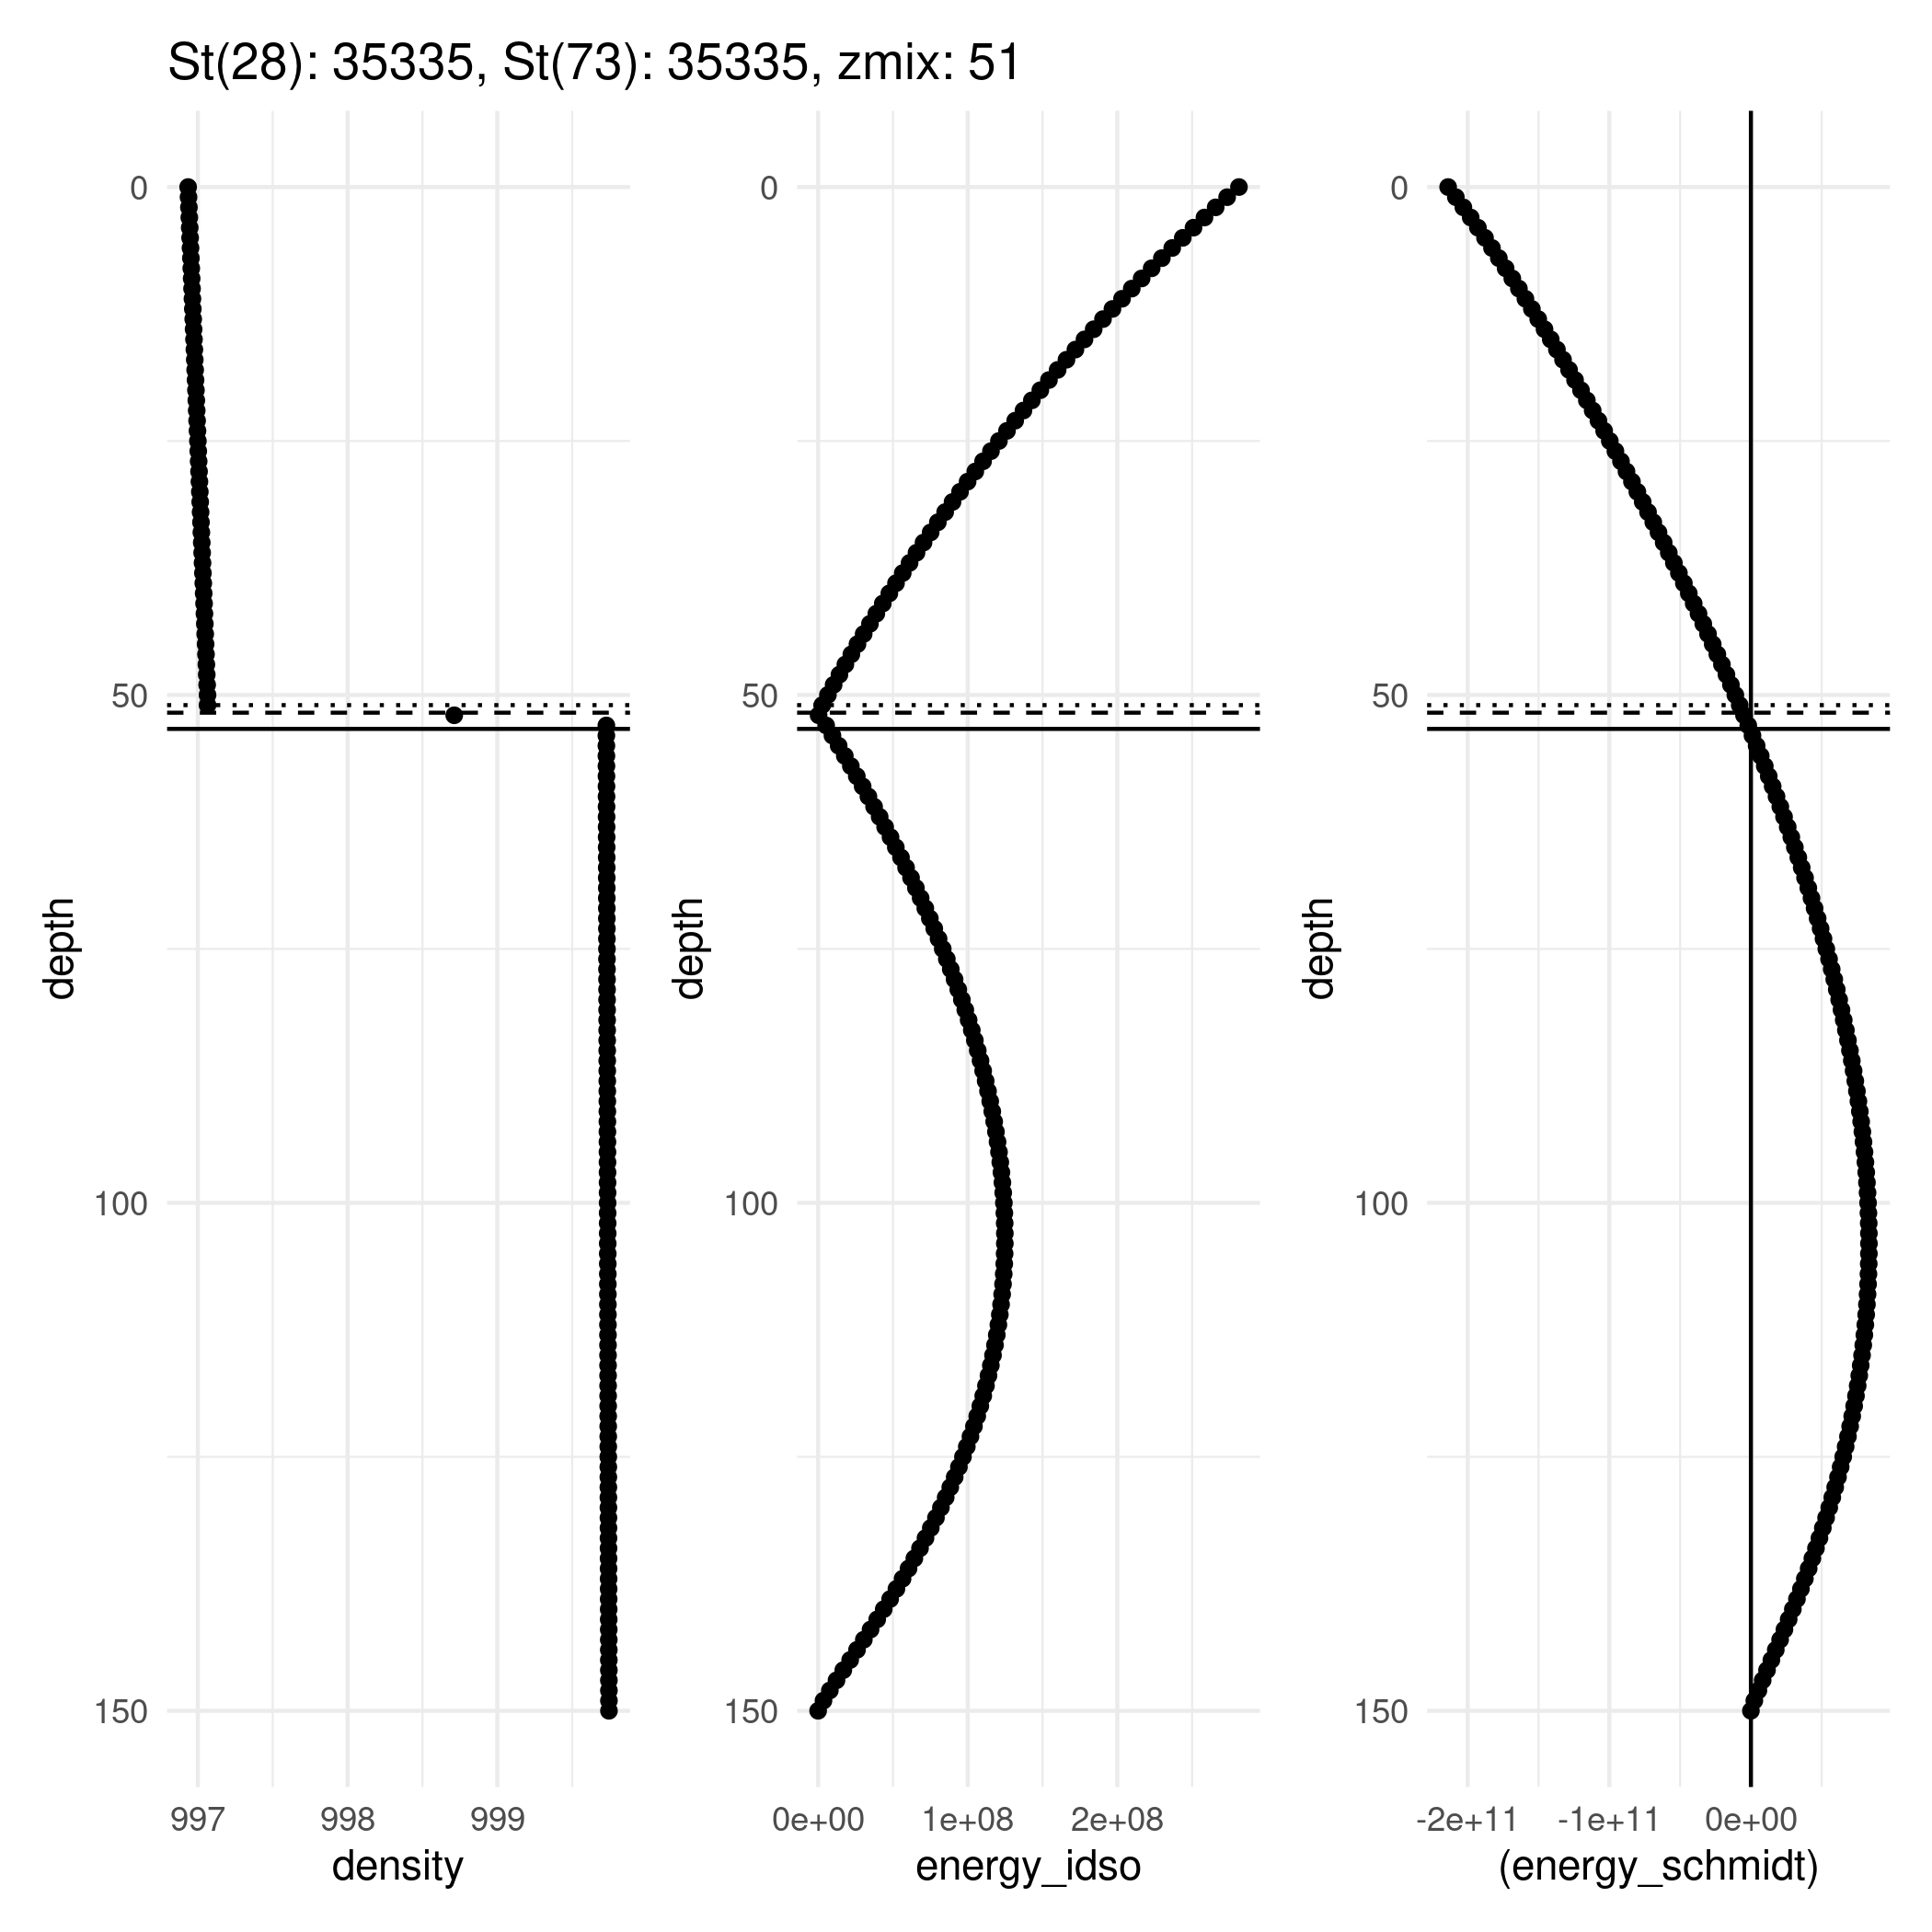 St(28): 35335, St(73): 35335, zmix: 51
0
50
100
150
depth
997
998
999
density
0
50
100
150
depth
0e+00
1e+08
2e+08
energy_idso
0
50
100
150
depth
-2e+11
-1e+11
0e+00
(energy_schmidt)